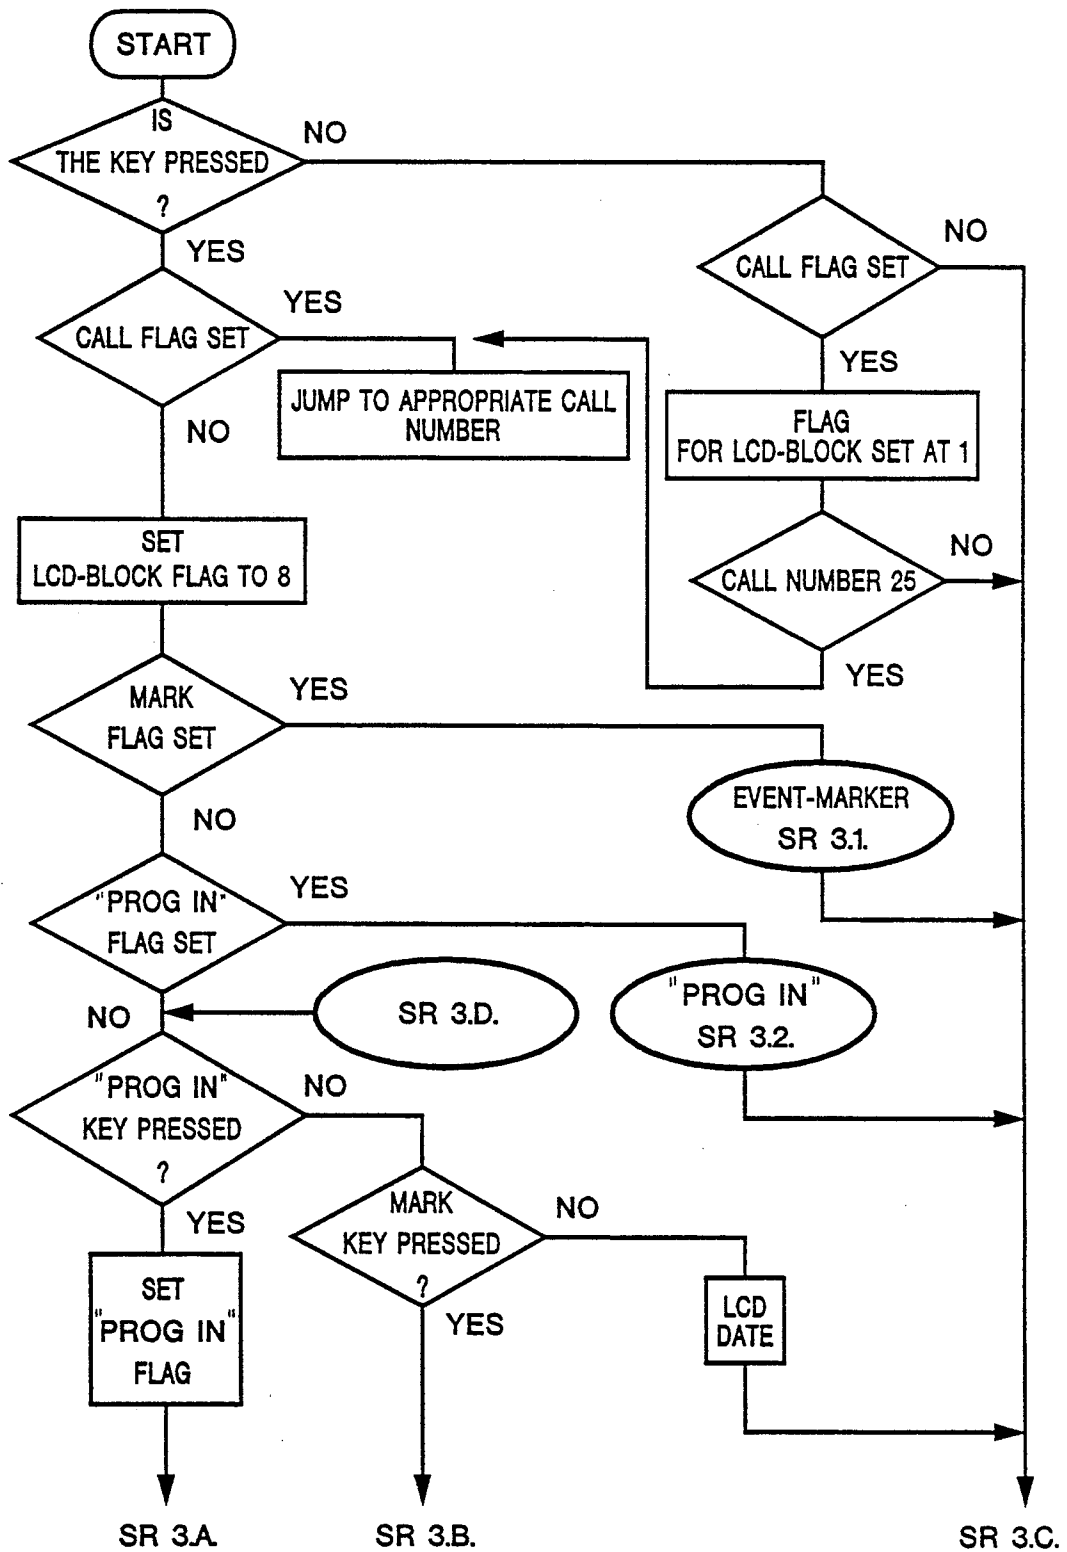 START
IS
THE KEY PRESSED
?
NO
YES
CALL FLAG SET
NO
YES
CALL FLAG SET
YES
JUMP TO APPROPRIATE CALL
NUMBER
FLAG
FOR LCD-BLOCK SET AT 1
NO
SET
LCD-BLOCK FLAG TO 8
CALL NUMBER 25
NO
YES
MARK
FLAG SET
YES
EVENT-MARKER
SR 3.1.
NO
"PROG IN"
FLAG SET
YES
"PROG IN"
SR 3.2.
SR 3.D.
NO
"PROG IN"
KEY PRESSED
?
NO
YES
MARK
KEY PRESSED
?
NO
YES
SET
"PROG IN"
FLAG
LCD
DATE
SR 3.A.
SR 3.B.
SR 3.C.